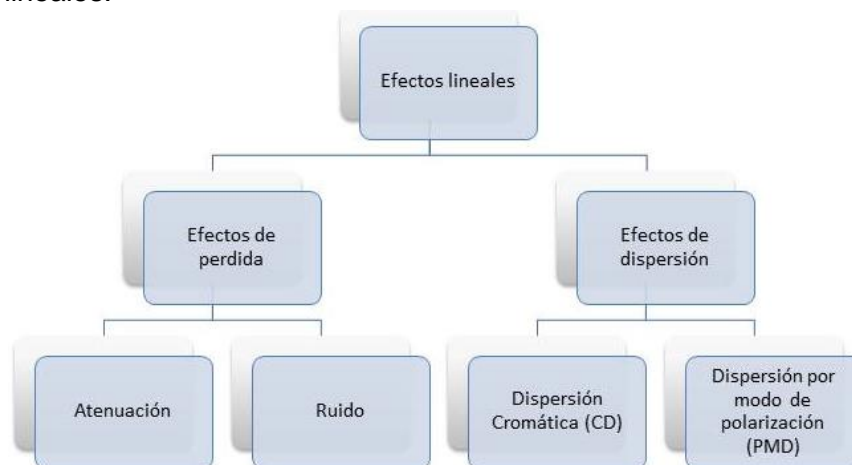 lineales.
Efectos lineales
Efectos de
perdida
Efectos de
dispersión
Atenuación
Ruido
Dispersión
Cromática (CD)
Dispersión por
modo de
polarización
(PMD)